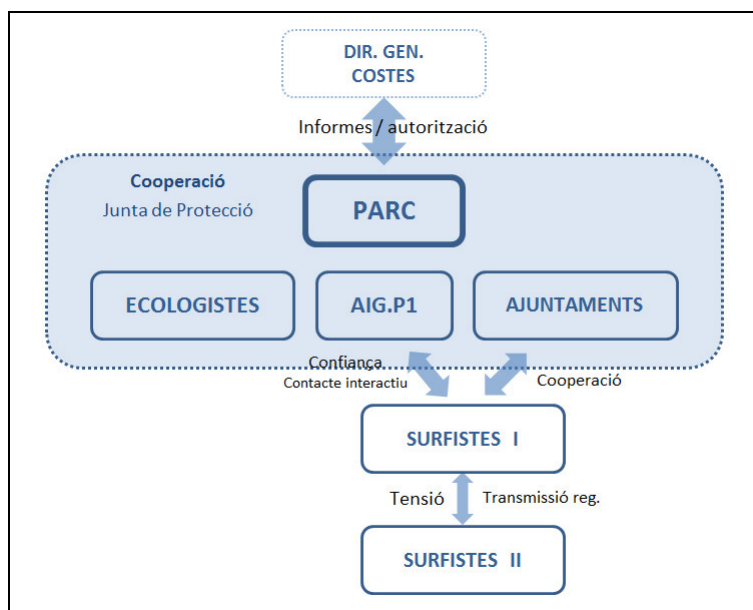 DIR. GEN.
COSTES
Informes / autorització
Cooperació
Junta de Protecció
PARC
ECOLOGISTES
AIG.P1
AJUNTAMENTS
Confiança
Contacte interactiu
Cooperació
SURFISTES I
Tensió
Transmissió reg.
SURFISTES II